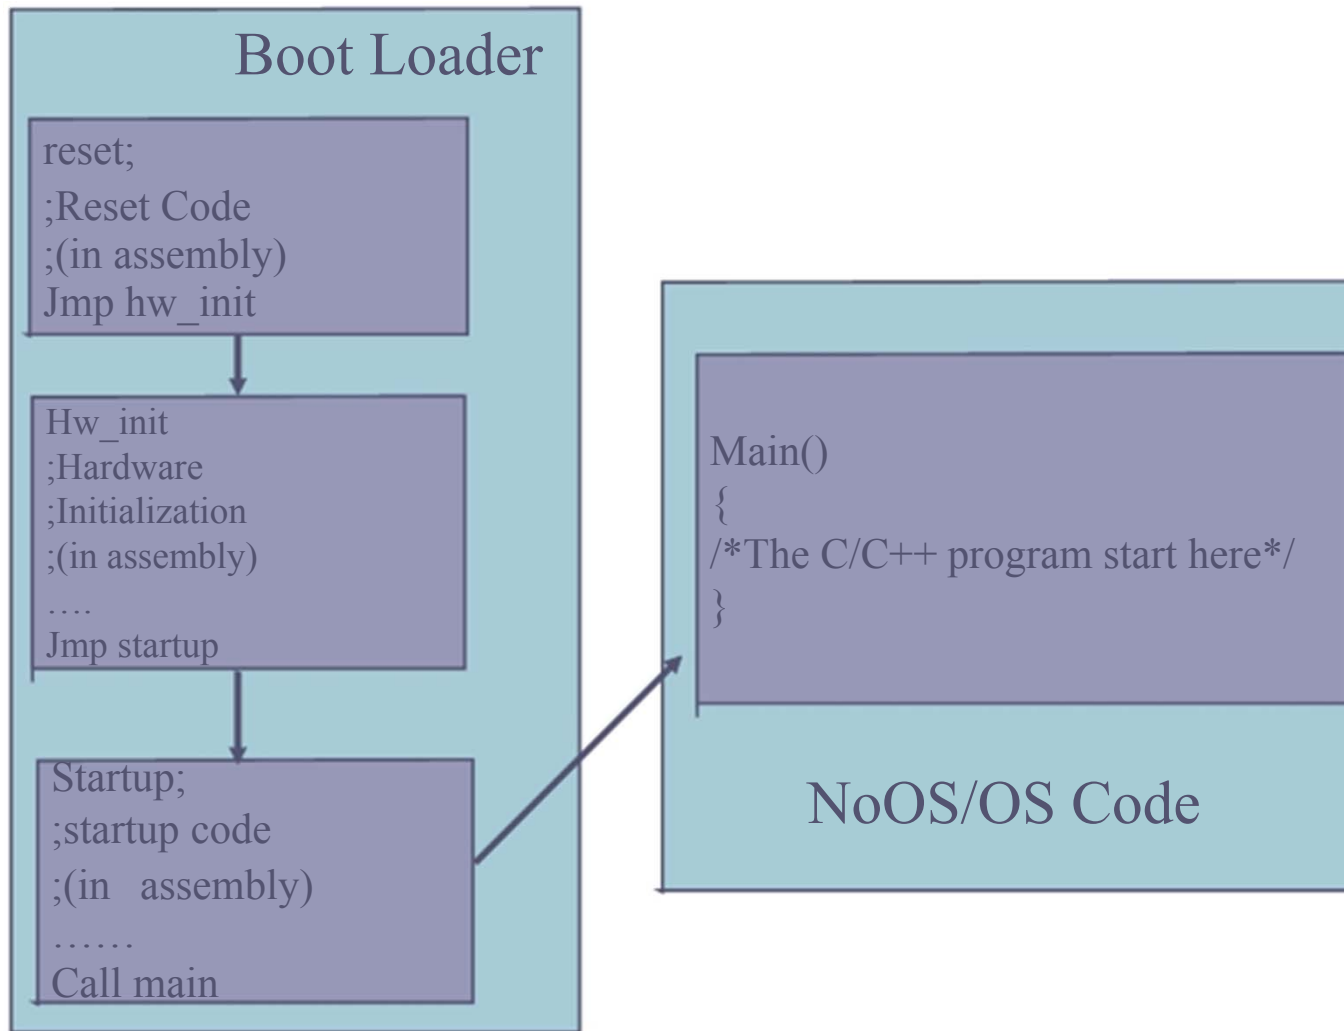 Boot Loader
reset;
;Reset Code
;(in assembly)
Jmp hw_init
Hw_init
;Hardware
;Initialization
;(in assembly)
….
Jmp startup
Startup;
;startup code
;(in assembly)
……
Call main
Main()
{
/*The C/C++ program start here*/
}
NoOS/OS Code